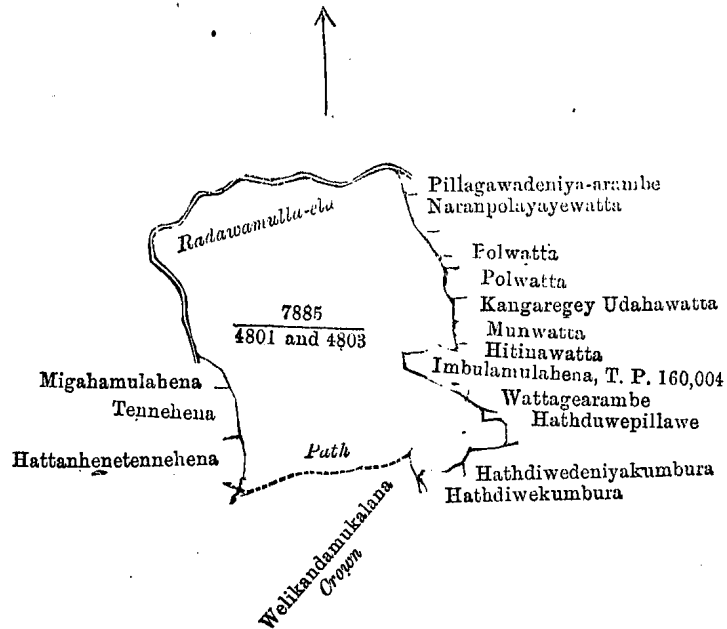 Pillagawadeniya-arambe
Naranpolayayewatta
Radawamulla-ela
Polwatta
Polwatta
7885
4801 and 4803
Kangaregey Udahawatta
Munwatta
Hitinawatta
Imbulamulahena, T. P. 160,004
Migahamulahena
Tennehena
Wattagearambe
Hathduwepillawe
Hattanhenetennehena
Path
Hathdiwedeniyakumbura
Hathdiwekumbura
Welikandamukalana
Crown